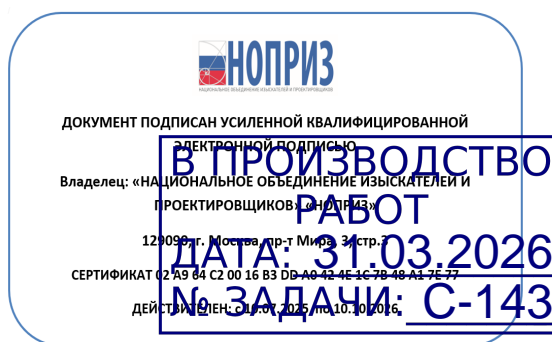 НОПРИЗ
НАЦИОНАЛЬНОЕ ОБЪЕДИНЕНИЕ ИЗЫСКАТЕЛЕЙ И ПРОЕКТИРОВЩИКОВ
ДОКУМЕНТ ПОДПИСАН УСИЛЕННОЙ КВАЛИФИЦИРОВАННОЙ
ЭЛЕКТРОННОЙ ПОДПИСЬЮ
Владелец: «НАЦИОНАЛЬНОЕ ОБЪЕДИНЕНИЕ ИЗЫСКАТЕЛЕЙ И
ПРОЕКТИРОВЩИКОВ» «НОПРИЗ»
129090, г. Москва, пр-т Мира, 3, стр.3
СЕРТИФИКАТ 02 A9 64 C2 00 16 B3 DD A0 42 4E 1C 7B 48 A1 7E 77
ДЕЙСТВИТЕЛЕН: с 10.07.2025 по 10.10.2026
В ПРОИЗВОДСТВО
РАБОТ
ДАТА: 31.03.2026
№ ЗАДАЧИ: С-143